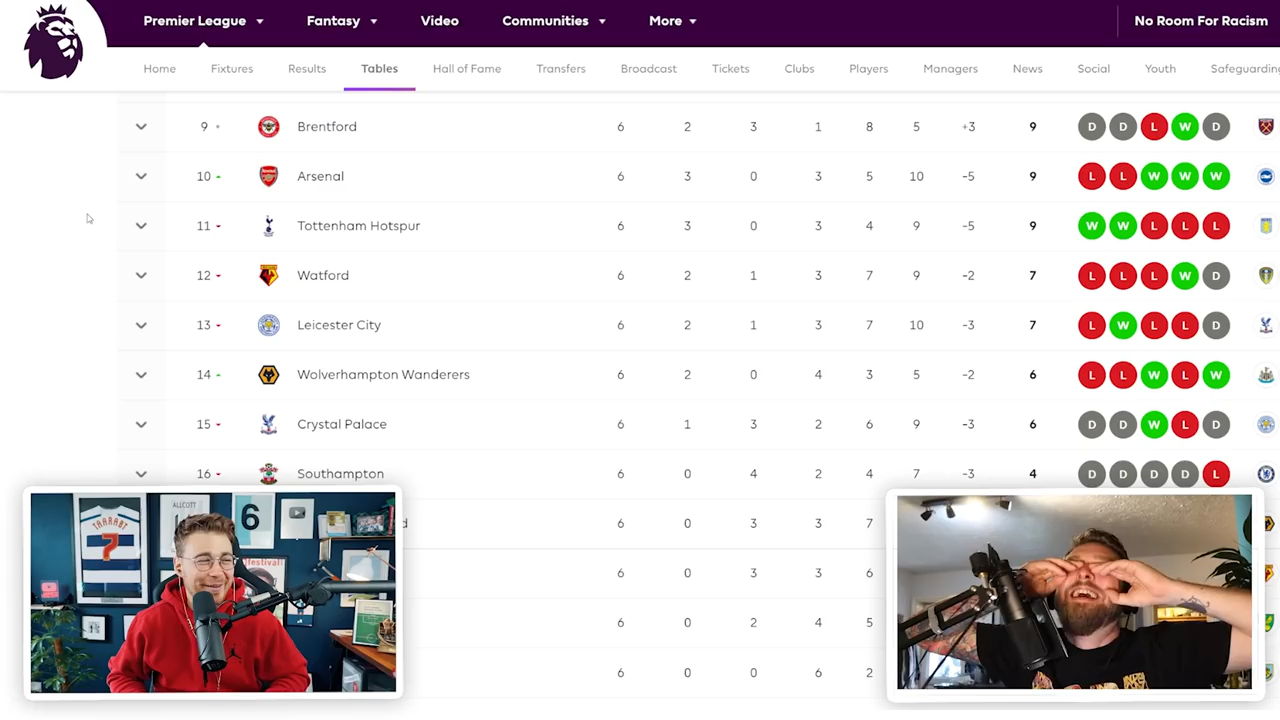 Premier League Fantasy Video Communities More No Room For Racism
Home Fixtures Results Tables Hall of Fame Transfers Broadcast Tickets Clubs Players Managers News Social Youth Safeguarding
9 Brentford 6 2 3 1 8 5 +3 9 D D L W D
10 Arsenal 6 3 0 3 5 10 -5 9 L L W W W
11 Tottenham Hotspur 6 3 0 3 4 9 -5 9 W W L L L
12 Watford 6 2 1 3 7 9 -2 7 L L L W D
13 Leicester City 6 2 1 3 7 10 -3 7 L W L L D
14 Wolverhampton Wanderers 6 2 0 4 3 5 -2 6 L L W L W
15 Crystal Palace 6 1 3 2 6 9 -3 6 D D W L D
16 Southampton 6 0 4 2 4 7 -3 4 D D D D L
d 6 0 3 3 7
6 0 3 3 6
6 0 2 4 5
6 0 0 6 2
TAARABT
7
ALLCOTT
6